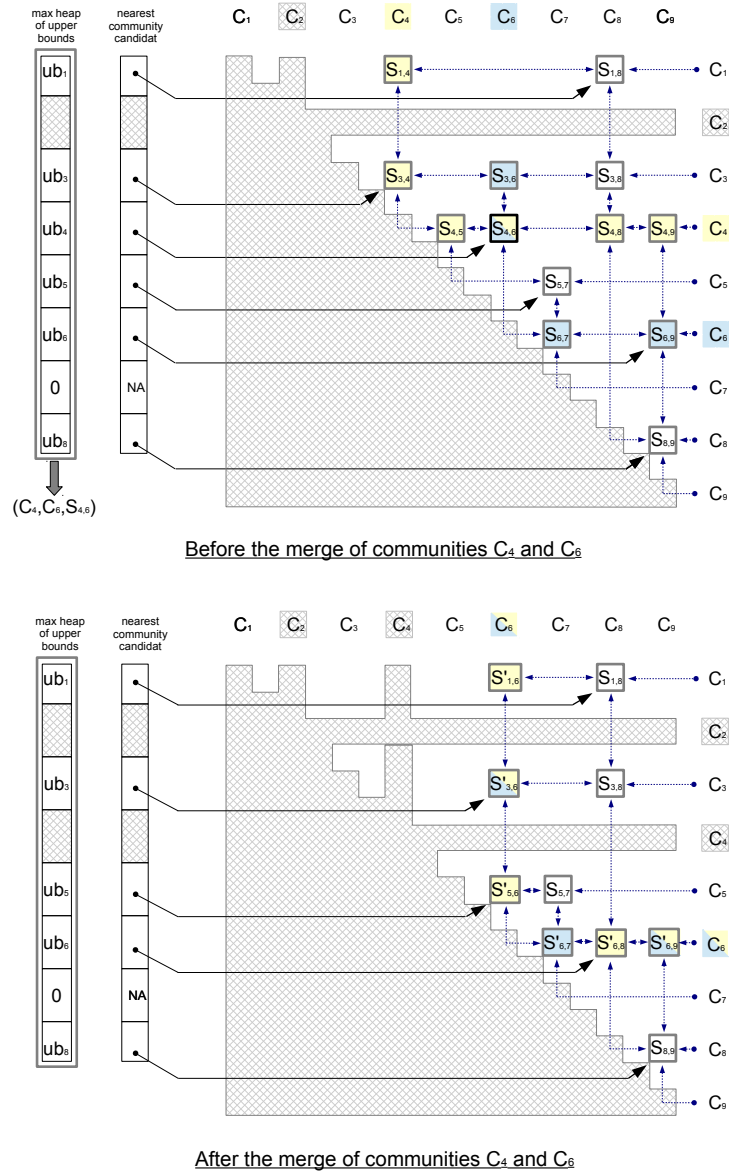 max heap of upper bounds
nearest community candidat
C1 C2 C3 C4 C5 C6 C7 C8 C9
ub1 S1,4 S1,8 C1
C2
ub3 S3,4 S3,6 S3,8 C3
ub4 S4,5 S4,6 S4,8 S4,9 C4
ub5 S5,7 C5
ub6 S6,7 S6,9 C6
0 NA C7
ub8 S8,9 C8
(C4,C6,S4,6) C9
Before the merge of communities C4 and C6
max heap of upper bounds
nearest community candidat
C1 C2 C3 C4 C5 C6 C7 C8 C9
ub1 S'1,6 S1,8 C1
C2
ub3 S'3,6 S3,8 C3
C4
ub5 S'5,6 S5,7 C5
ub6 S'6,7 S'6,8 S'6,9 C6
0 NA C7
ub8 S8,9 C8
C9
After the merge of communities C4 and C6